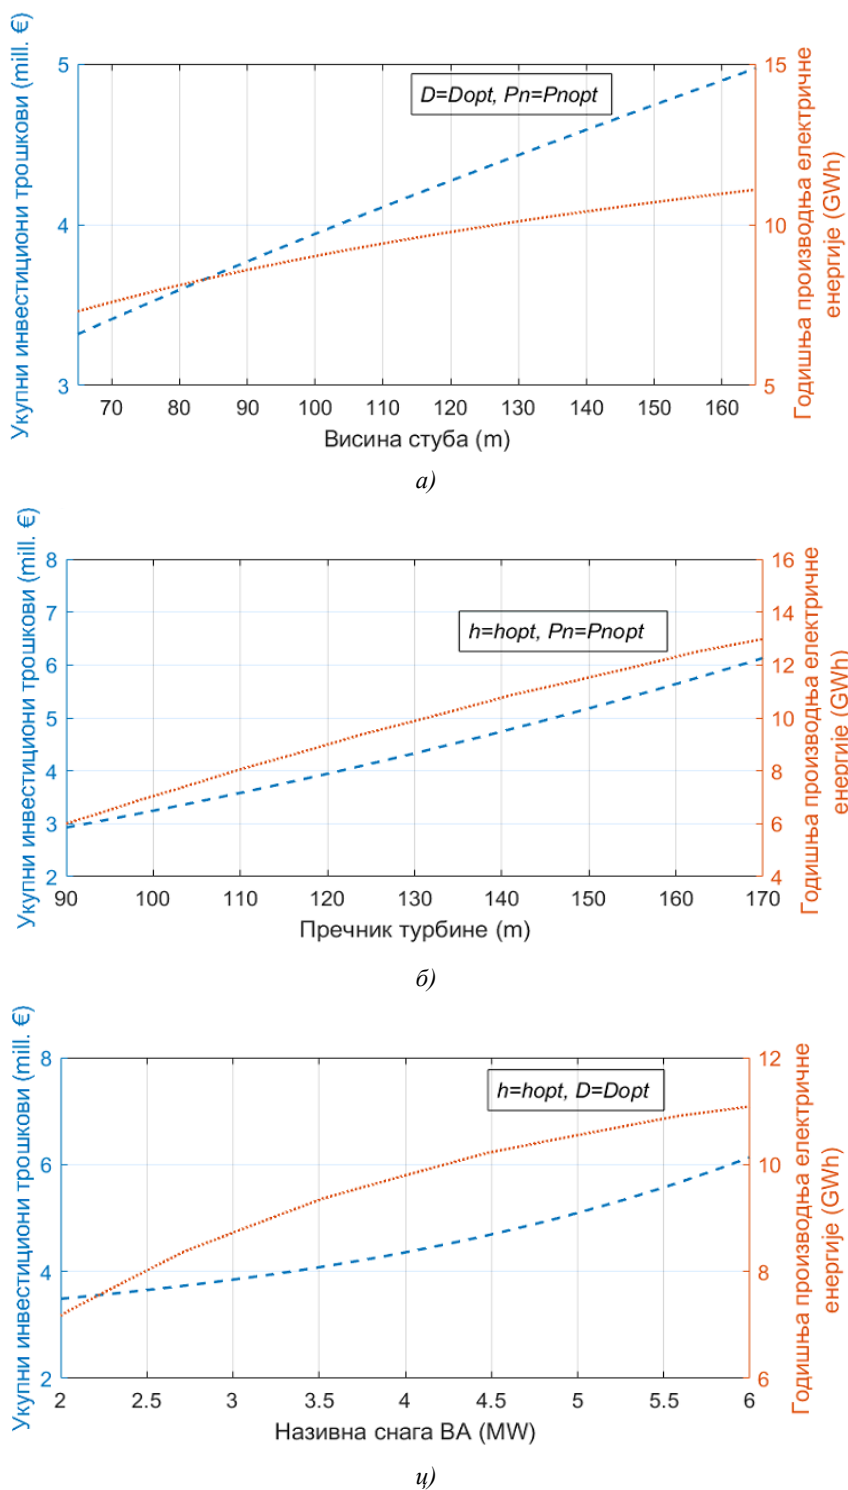 Укупни инвестициони трошкови (mill. €)
5
4
3
D=Dopt, Pn=Pnopt
15
10
5
Годишња производња електричне
енергије (GWh)
70 80 90 100 110 120 130 140 150 160
Висина стуба (m)
а)
Укупни инвестициони трошкови (mill. €)
8
7
6
5
4
3
2
h=hopt, Pn=Pnopt
16
14
12
10
8
6
4
Годишња производња електричне
енергије (GWh)
90 100 110 120 130 140 150 160 170
Пречник турбине (m)
б)
Укупни инвестициони трошкови (mill. €)
8
6
4
2
h=hopt, D=Dopt
12
10
8
6
Годишња производња електричне
енергије (GWh)
2 2.5 3 3.5 4 4.5 5 5.5 6
Називна снага ВА (MW)
ц)